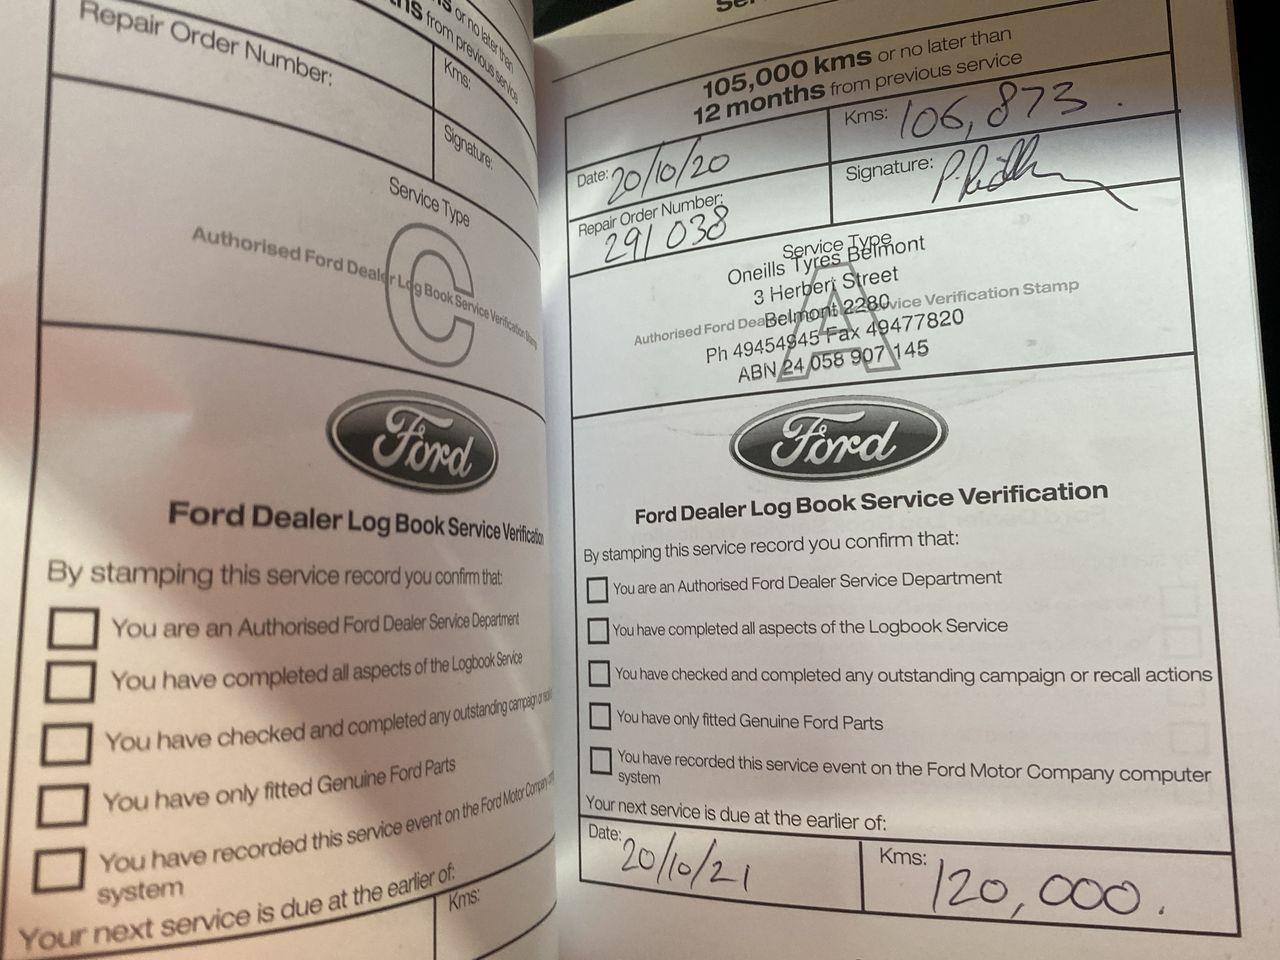 or no later than
ths from previous service
Repair Order Number:
Kms:
Signature:
Service Type
C
Authorised Ford Dealer Log Book Service Verification Stamp
Ford
Ford Dealer Log Book Service Verification
By stamping this service record you confirm that:
You are an Authorised Ford Dealer Service Department
You have completed all aspects of the Logbook Service
You have checked and completed any outstanding campaign or
You have only fitted Genuine Ford Parts
You have recorded this service event on the Ford Motor Company
system
Your next service is due at the earlier of:
Kms:
105,000 kms or no later than
12 months from previous service
Date: 20/10/20
Kms: 106,873.
Repair Order Number:
291 038
Signature:
Service Type
A
Authorised Ford Dea
vice Verification Stamp
Oneills Tyres Belmont
3 Herbert Street
Belmont 2280
Ph 49454945 Fax 49477820
ABN 24 058 907 145
Ford
Ford Dealer Log Book Service Verification
By stamping this service record you confirm that:
You are an Authorised Ford Dealer Service Department
You have completed all aspects of the Logbook Service
You have checked and completed any outstanding campaign or recall actions
You have only fitted Genuine Ford Parts
You have recorded this service event on the Ford Motor Company computer
system
Your next service is due at the earlier of:
Date: 20/10/21
Kms: 120,000.